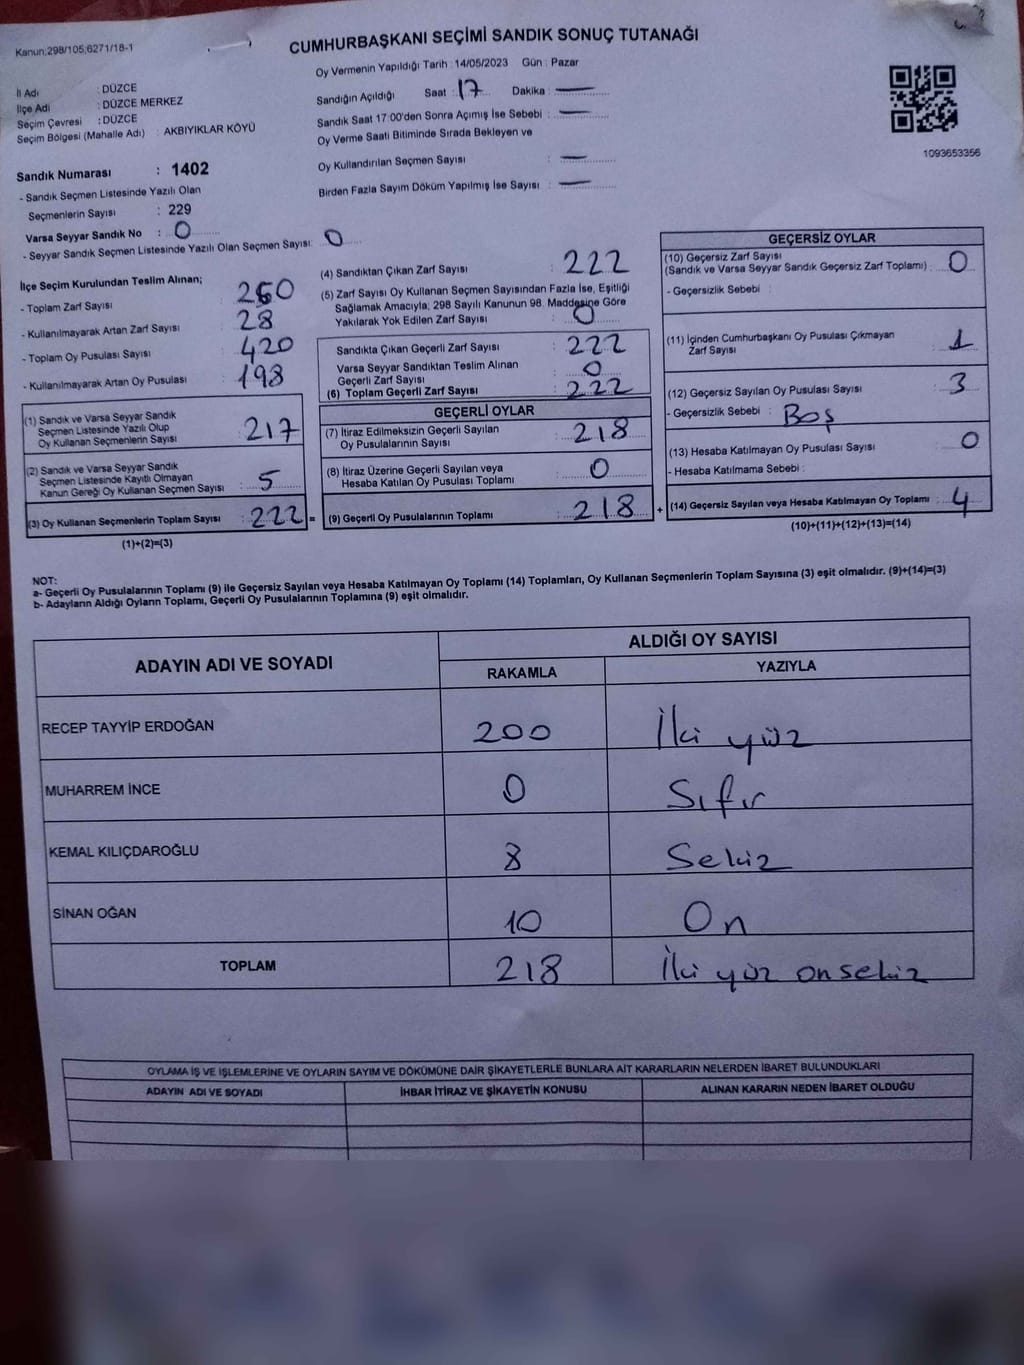 Kanun;298/105;6271/18-1
CUMHURBAŞKANI SEÇİMİ SANDIK SONUÇ TUTANAĞI
Oy Vermenin Yapıldığı Tarih : 14/05/2023 Gün : Pazar
İl Adı : DÜZCE
İlçe Adı : DÜZCE MERKEZ
Seçim Çevresi : DÜZCE
Seçim Bölgesi (Mahalle Adı) : AKBIYIKLAR KÖYÜ
Sandığın Açıldığı Saat : 17 Dakika : —
Sandık Saat 17:00'den Sonra Açımış İse Sebebi : —
Oy Verme Saati Bitiminde Sırada Bekleyen ve
Oy Kullandırılan Seçmen Sayısı : —
Birden Fazla Sayım Döküm Yapılmış İse Sayısı : —
1093653356
Sandık Numarası : 1402
- Sandık Seçmen Listesinde Yazılı Olan
Seçmenlerin Sayısı : 229
Varsa Seyyar Sandık No : 0
- Seyyar Sandık Seçmen Listesinde Yazılı Olan Seçmen Sayısı: 0
İlçe Seçim Kurulundan Teslim Alınan;
- Toplam Zarf Sayısı : 250
- Kullanılmayarak Artan Zarf Sayısı : 28
- Toplam Oy Pusulası Sayısı : 420
- Kullanılmayarak Artan Oy Pusulası : 198
(1) Sandık ve Varsa Seyyar Sandık
Seçmen Listesinde Yazılı Olup
Oy Kullanan Seçmenlerin Sayısı : 217
(2) Sandık ve Varsa Seyyar Sandık
Seçmen Listesinde Kayıtlı Olmayan
Kanun Gereği Oy Kullanan Seçmen Sayısı : 5
(3) Oy Kullanan Seçmenlerin Toplam Sayısı : 222 =
(1)+(2)=(3)
(4) Sandıktan Çıkan Zarf Sayısı : 222
(5) Zarf Sayısı Oy Kullanan Seçmen Sayısından Fazla İse, Eşitliği
Sağlamak Amacıyla; 298 Sayılı Kanunun 98. Maddesine Göre
Yakılarak Yok Edilen Zarf Sayısı : 0
Sandıkta Çıkan Geçerli Zarf Sayısı : 222
Varsa Seyyar Sandıktan Teslim Alınan
Geçerli Zarf Sayısı : 0
(6) Toplam Geçerli Zarf Sayısı : 222
GEÇERLİ OYLAR
(7) İtiraz Edilmeksizin Geçerli Sayılan
Oy Pusulalarının Sayısı : 218
(8) İtiraz Üzerine Geçerli Sayılan veya
Hesaba Katılan Oy Pusulası Toplamı : 0
(9) Geçerli Oy Pusulalarının Toplamı : 218 +
GEÇERSİZ OYLAR
(10) Geçersiz Zarf Sayısı
(Sandık ve Varsa Seyyar Sandık Geçersiz Zarf Toplamı) : 0
- Geçersizlik Sebebi :
(11) İçinden Cumhurbaşkanı Oy Pusulası Çıkmayan
Zarf Sayısı : 1
(12) Geçersiz Sayılan Oy Pusulası Sayısı : 3
- Geçersizlik Sebebi : Boş
(13) Hesaba Katılmayan Oy Pusulası Sayısı : 0
- Hesaba Katılmama Sebebi :
(14) Geçersiz Sayılan veya Hesaba Katılmayan Oy Toplamı : 4
(10)+(11)+(12)+(13)=(14)
NOT:
a- Geçerli Oy Pusulalarının Toplamı (9) ile Geçersiz Sayılan veya Hesaba Katılmayan Oy Toplamı (14) Toplamları, Oy Kullanan Seçmenlerin Toplam Sayısına (3) eşit olmalıdır. (9)+(14)=(3)
b- Adayların Aldığı Oyların Toplamı, Geçerli Oy Pusulalarının Toplamına (9) eşit olmalıdır.
ADAYIN ADI VE SOYADI ALDIĞI OY SAYISI
RAKAMLA YAZIYLA
RECEP TAYYİP ERDOĞAN 200 İki yüz
MUHARREM İNCE 0 Sıfır
KEMAL KILIÇDAROĞLU 8 Sekiz
SİNAN OĞAN 10 On
TOPLAM 218 İki yüz onsekiz
OYLAMA İŞ VE İŞLEMLERİNE VE OYLARIN SAYIM VE DÖKÜMÜNE DAİR ŞİKAYETLERLE BUNLARA AİT KARARLARIN NELERDEN İBARET BULUNDUKLARI
ADAYIN ADI VE SOYADI İHBAR İTİRAZ VE ŞİKAYETİN KONUSU ALINAN KARARIN NEDEN İBARET OLDUĞU